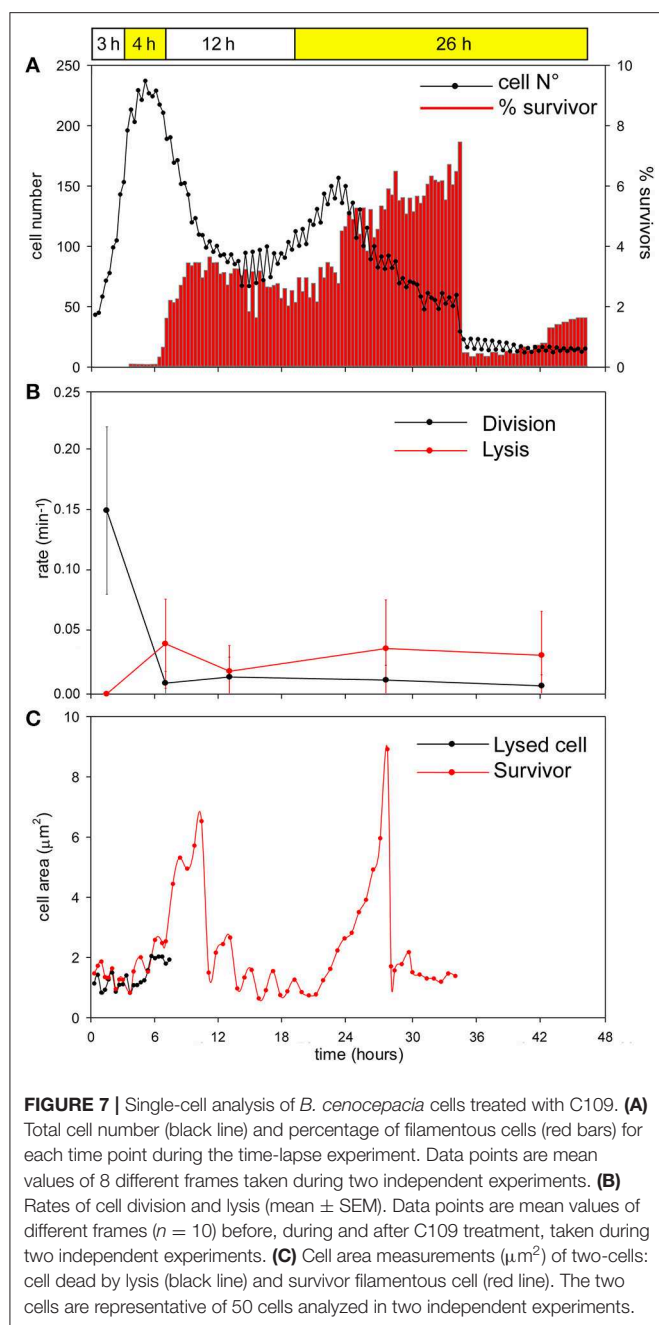 3 h 4 h 12 h 26 h
A
250 10
cell N°
% survivor
200 8
150 6
100 4
50 2
0 0
cell number
% survivors
B
0.25
Division
Lysis
0.20
0.15
0.10
0.05
0.00
rate (min-1)
C
10
Lysed cell
Survivor
8
6
4
2
0
cell area (μm²)
0 6 12 18 24 30 36 42 48
time (hours)
FIGURE 7 | Single-cell analysis of B. cenocepacia cells treated with C109. (A)
Total cell number (black line) and percentage of filamentous cells (red bars) for
each time point during the time-lapse experiment. Data points are mean
values of 8 different frames taken during two independent experiments. (B)
Rates of cell division and lysis (mean ± SEM). Data points are mean values of
different frames (n = 10) before, during and after C109 treatment, taken during
two independent experiments. (C) Cell area measurements (μm²) of two-cells:
cell dead by lysis (black line) and survivor filamentous cell (red line). The two
cells are representative of 50 cells analyzed in two independent experiments.